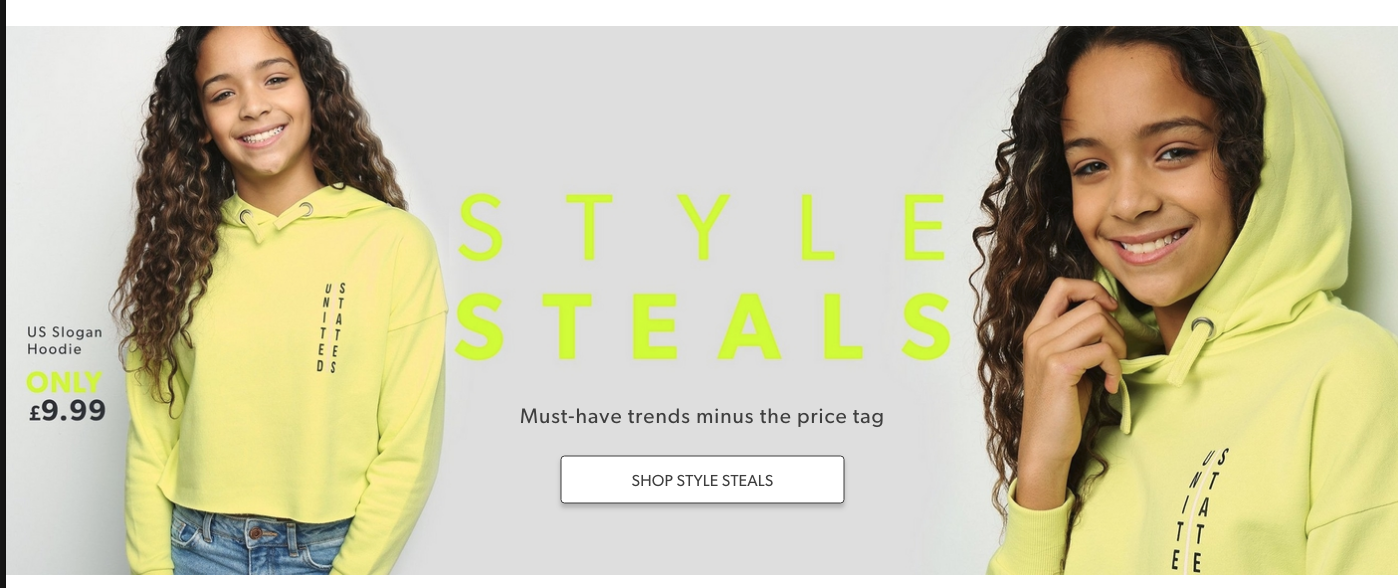 US Slogan
Hoodie
ONLY
£9.99
UNITED
STATES
STYLE
STEALS
Must-have trends minus the price tag
SHOP STYLE STEALS
UNITE
STATE